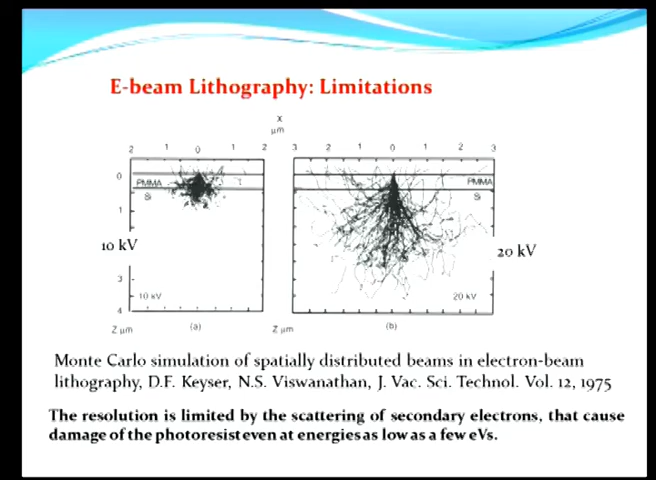 E-beam Lithography: Limitations
X
μm
2 1 0 1 2 3 2 1 0 1 2 3
0
PMMA
PMMA
Si
Si
1
10 kV
20 kV
3
10 kV
20 kV
4
Z μm
(a)
Z μm
(b)
Monte Carlo simulation of spatially distributed beams in electron-beam
lithography, D.F. Keyser, N.S. Viswanathan, J. Vac. Sci. Technol. Vol. 12, 1975
The resolution is limited by the scattering of secondary electrons, that cause
damage of the photoresist even at energies as low as a few eVs.